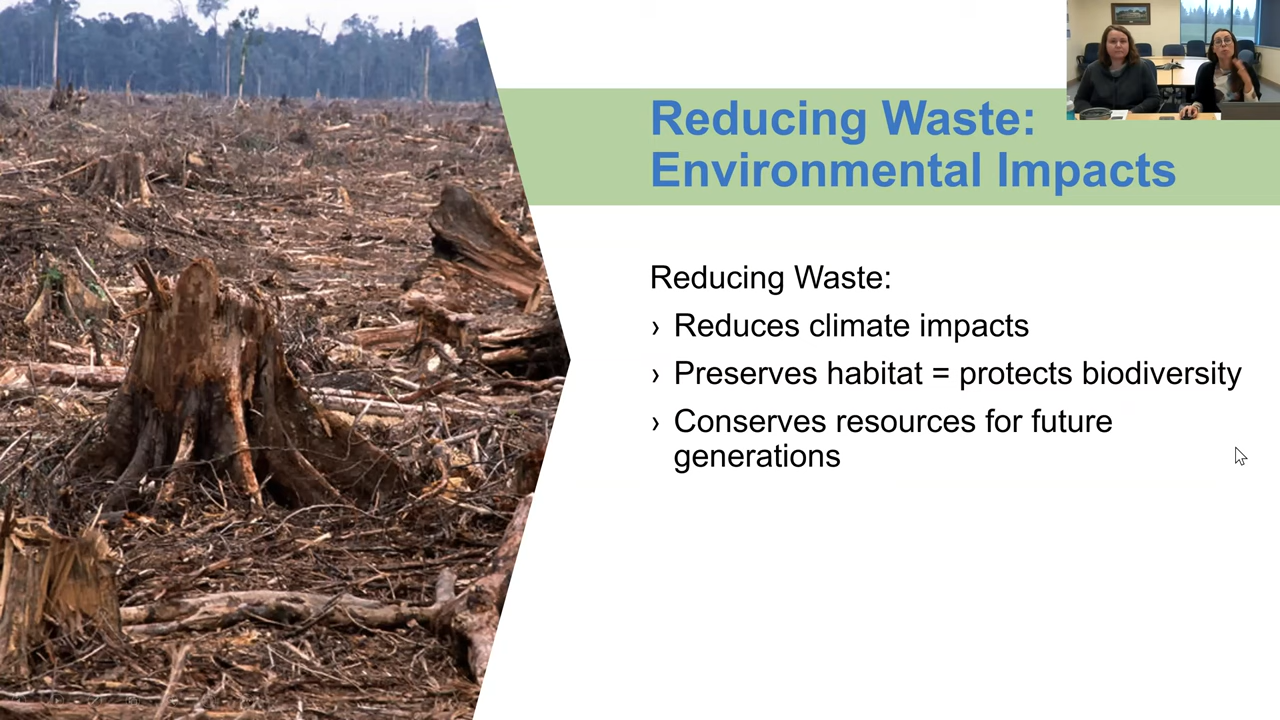 Reducing Waste:
Environmental Impacts
Reducing Waste:
› Reduces climate impacts
› Preserves habitat = protects biodiversity
› Conserves resources for future
generations